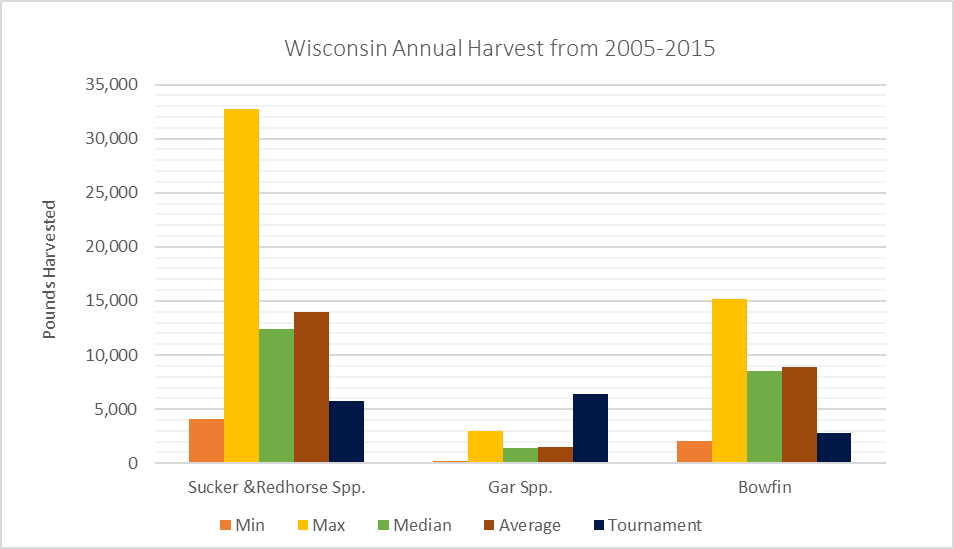 Wisconsin Annual Harvest from 2005-2015
Pounds Harvested
35,000
30,000
25,000
20,000
15,000
10,000
5,000
0
Sucker &Redhorse Spp.
Gar Spp.
Bowfin
Min
Max
Median
Average
Tournament